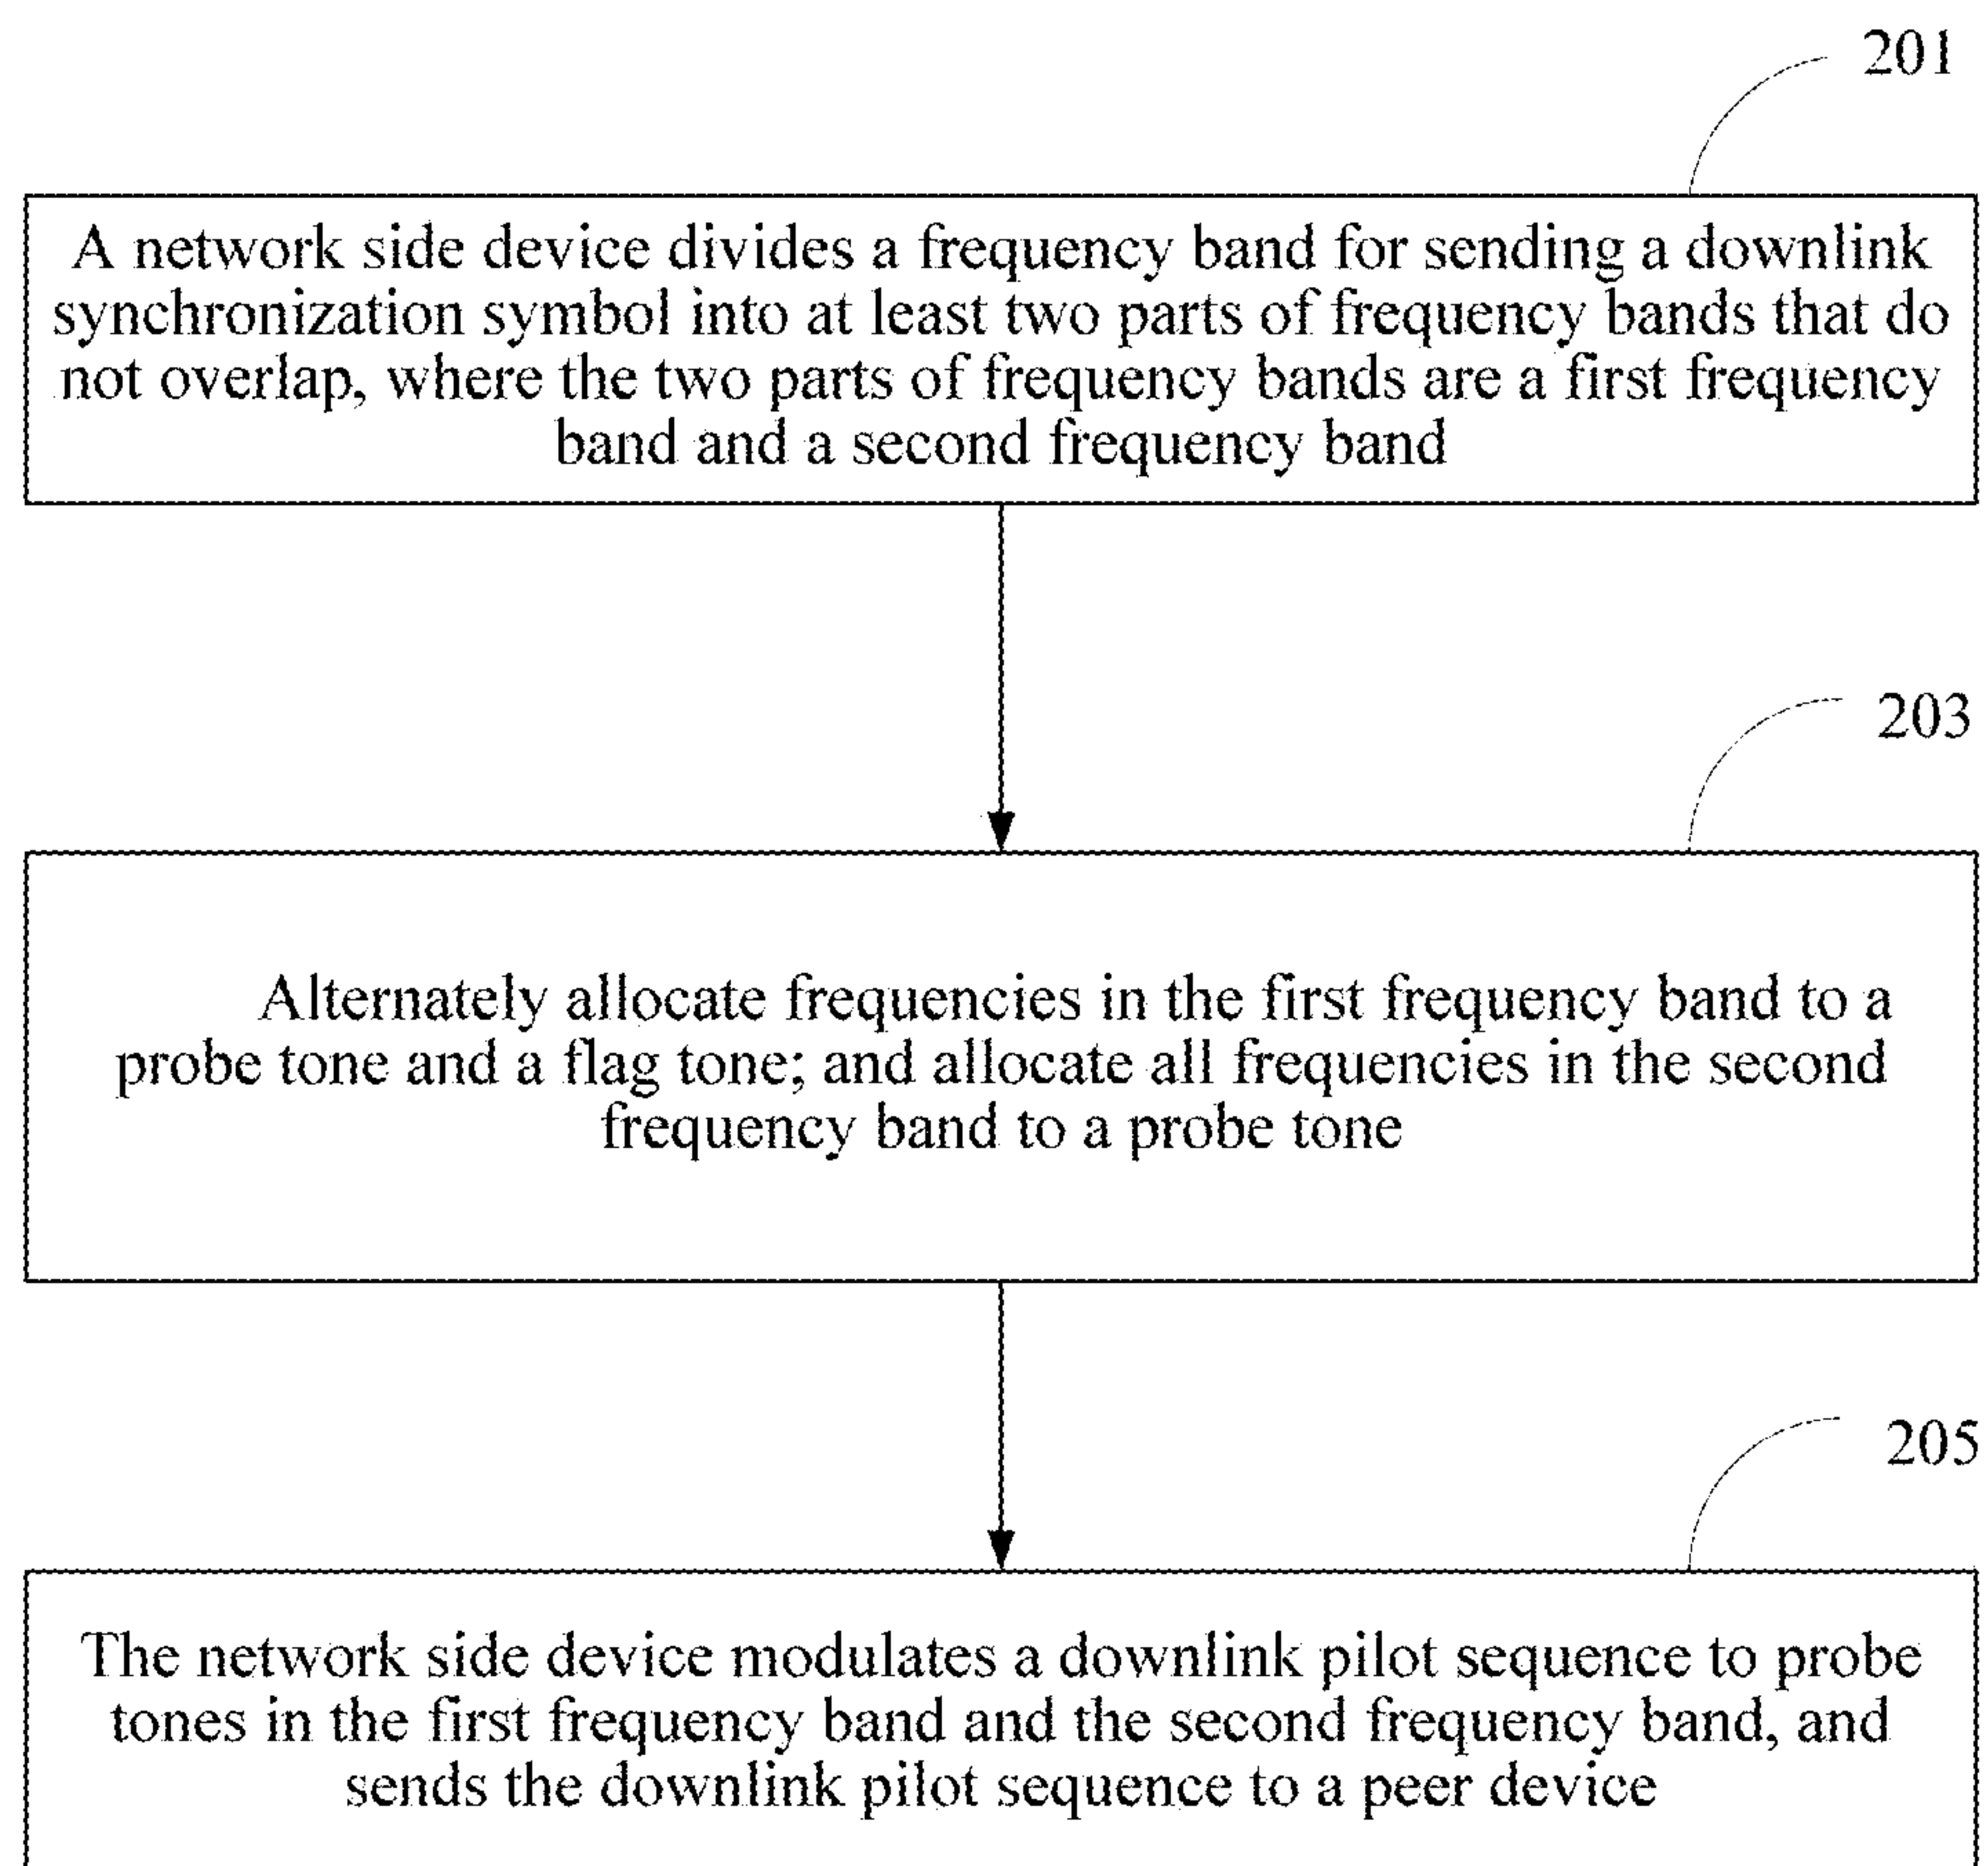 201
A network side device divides a frequency band for sending a downlink
synchronization symbol into at least two parts of frequency bands that do
not overlap, where the two parts of frequency bands are a first frequency
band and a second frequency band
203
Alternately allocate frequencies in the first frequency band to a
probe tone and a flag tone; and allocate all frequencies in the second
frequency band to a probe tone
205
The network side device modulates a downlink pilot sequence to probe
tones in the first frequency band and the second frequency band, and
sends the downlink pilot sequence to a peer device